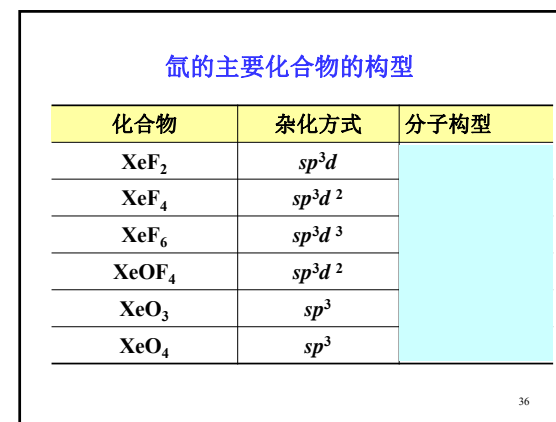 氙的主要化合物的构型
化合物 杂化方式 分子构型
XeF₂ sp³d
XeF₄ sp³d ²
XeF₆ sp³d ³
XeOF₄ sp³d ²
XeO₃ sp³
XeO₄ sp³
36